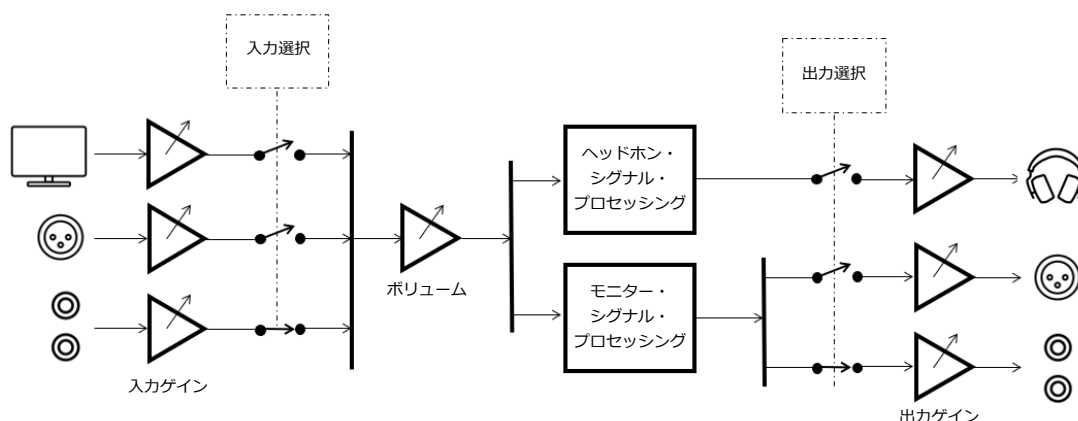 入力選択
出力選択
ヘッドホン・
シグナル・
プロセッシング
ボリューム
モニター・
シグナル・
プロセッシング
入力ゲイン
出力ゲイン